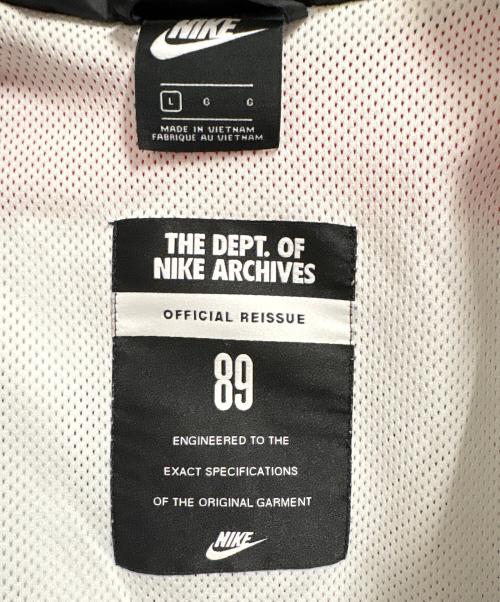 NIKE
L G G
MADE IN VIETNAM
FABRIQUE AU VIETNAM
THE DEPT. OF
NIKE ARCHIVES
OFFICIAL REISSUE
89
ENGINEERED TO THE
EXACT SPECIFICATIONS
OF THE ORIGINAL GARMENT
NIKE